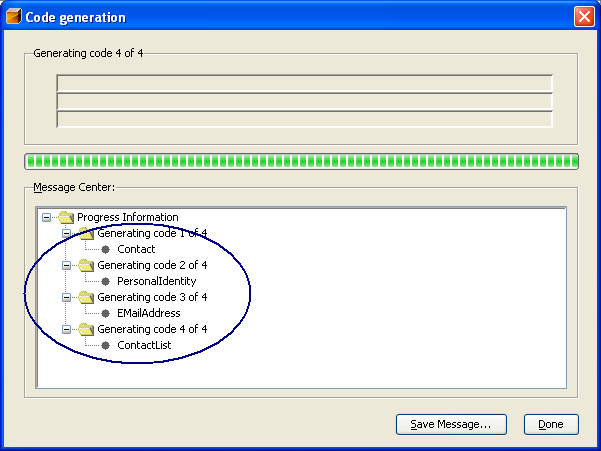 Code generation
Generating code 4 of 4
Message Center:
Progress Information
Generating code 1 of 4
Contact
Generating code 2 of 4
PersonalIdentity
Generating code 3 of 4
EMailAddress
Generating code 4 of 4
ContactList
Save Message...
Done